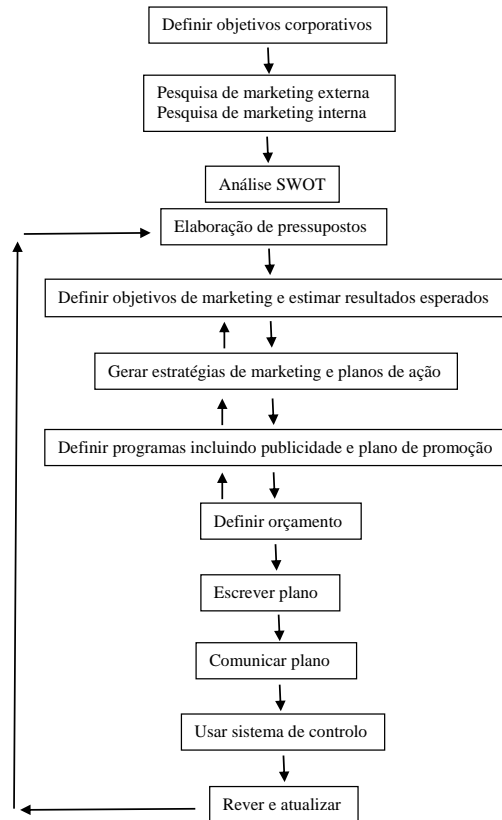 Definir objetivos corporativos
Pesquisa de marketing externa
Pesquisa de marketing interna
Análise SWOT
Elaboração de pressupostos
Definir objetivos de marketing e estimar resultados esperados
Gerar estratégias de marketing e planos de ação
Definir programas incluindo publicidade e plano de promoção
Definir orçamento
Escrever plano
Comunicar plano
Usar sistema de controlo
Rever e atualizar